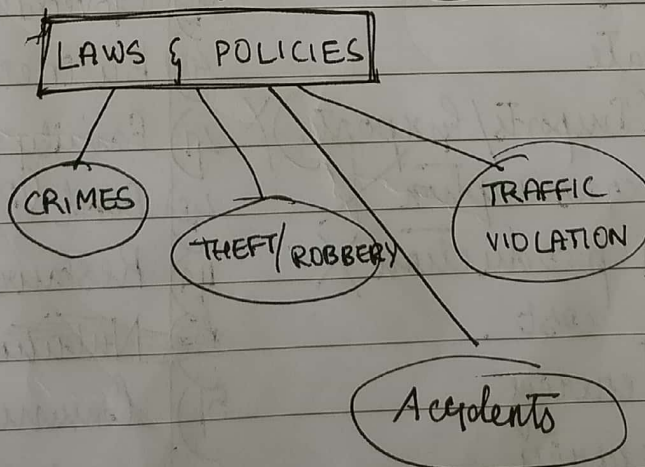 LAWS & POLICIES
CRIMES
THEFT/ROBBERY
TRAFFIC
VIOLATION
Accidents